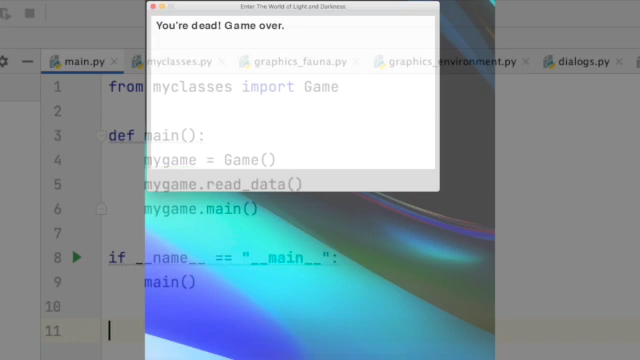 Enter The World of Light and Darkness
You're dead! Game over.
main.py
myclasses.py
graphics_fauna.py
graphics_environment.py
dialogs.py
1 from myclasses import Game
2
3 def main():
4 mygame = Game()
5 mygame.read_data()
6 mygame.main()
7
8 if __name__ == "__main__":
9 main()
10
11